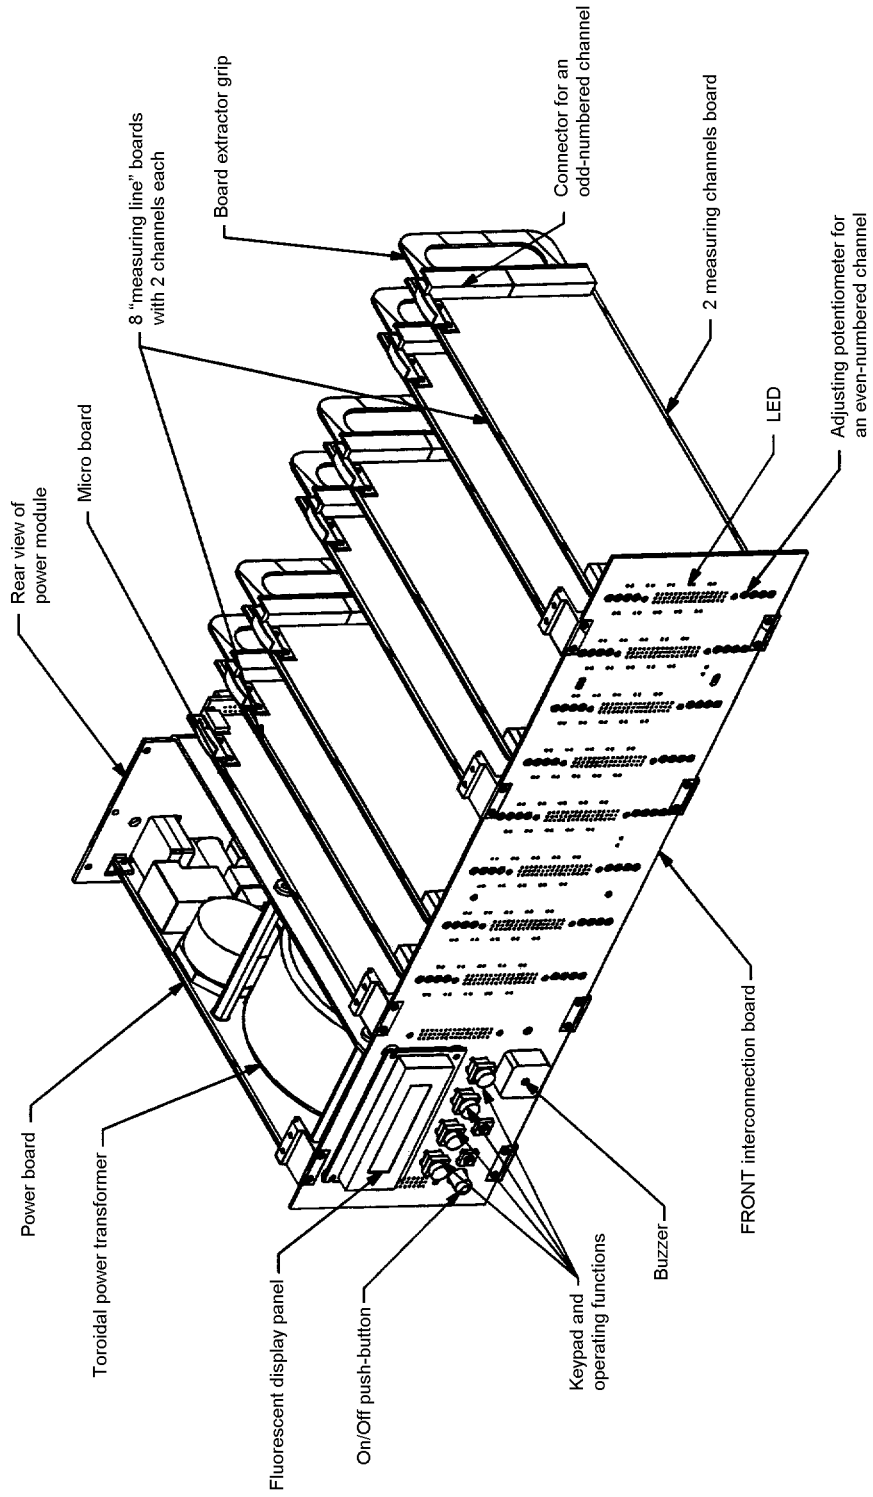 Rear view of
power module
Micro board
8 "measuring line" boards
with 2 channels each
Board extractor grip
Connector for an
odd-numbered channel
2 measuring channels board
LED
Adjusting potentiometer for
an even-numbered channel
Power board
Toroidal power transformer
Fluorescent display panel
On/Off push-button
Keypad and
operating functions
Buzzer
FRONT interconnection board